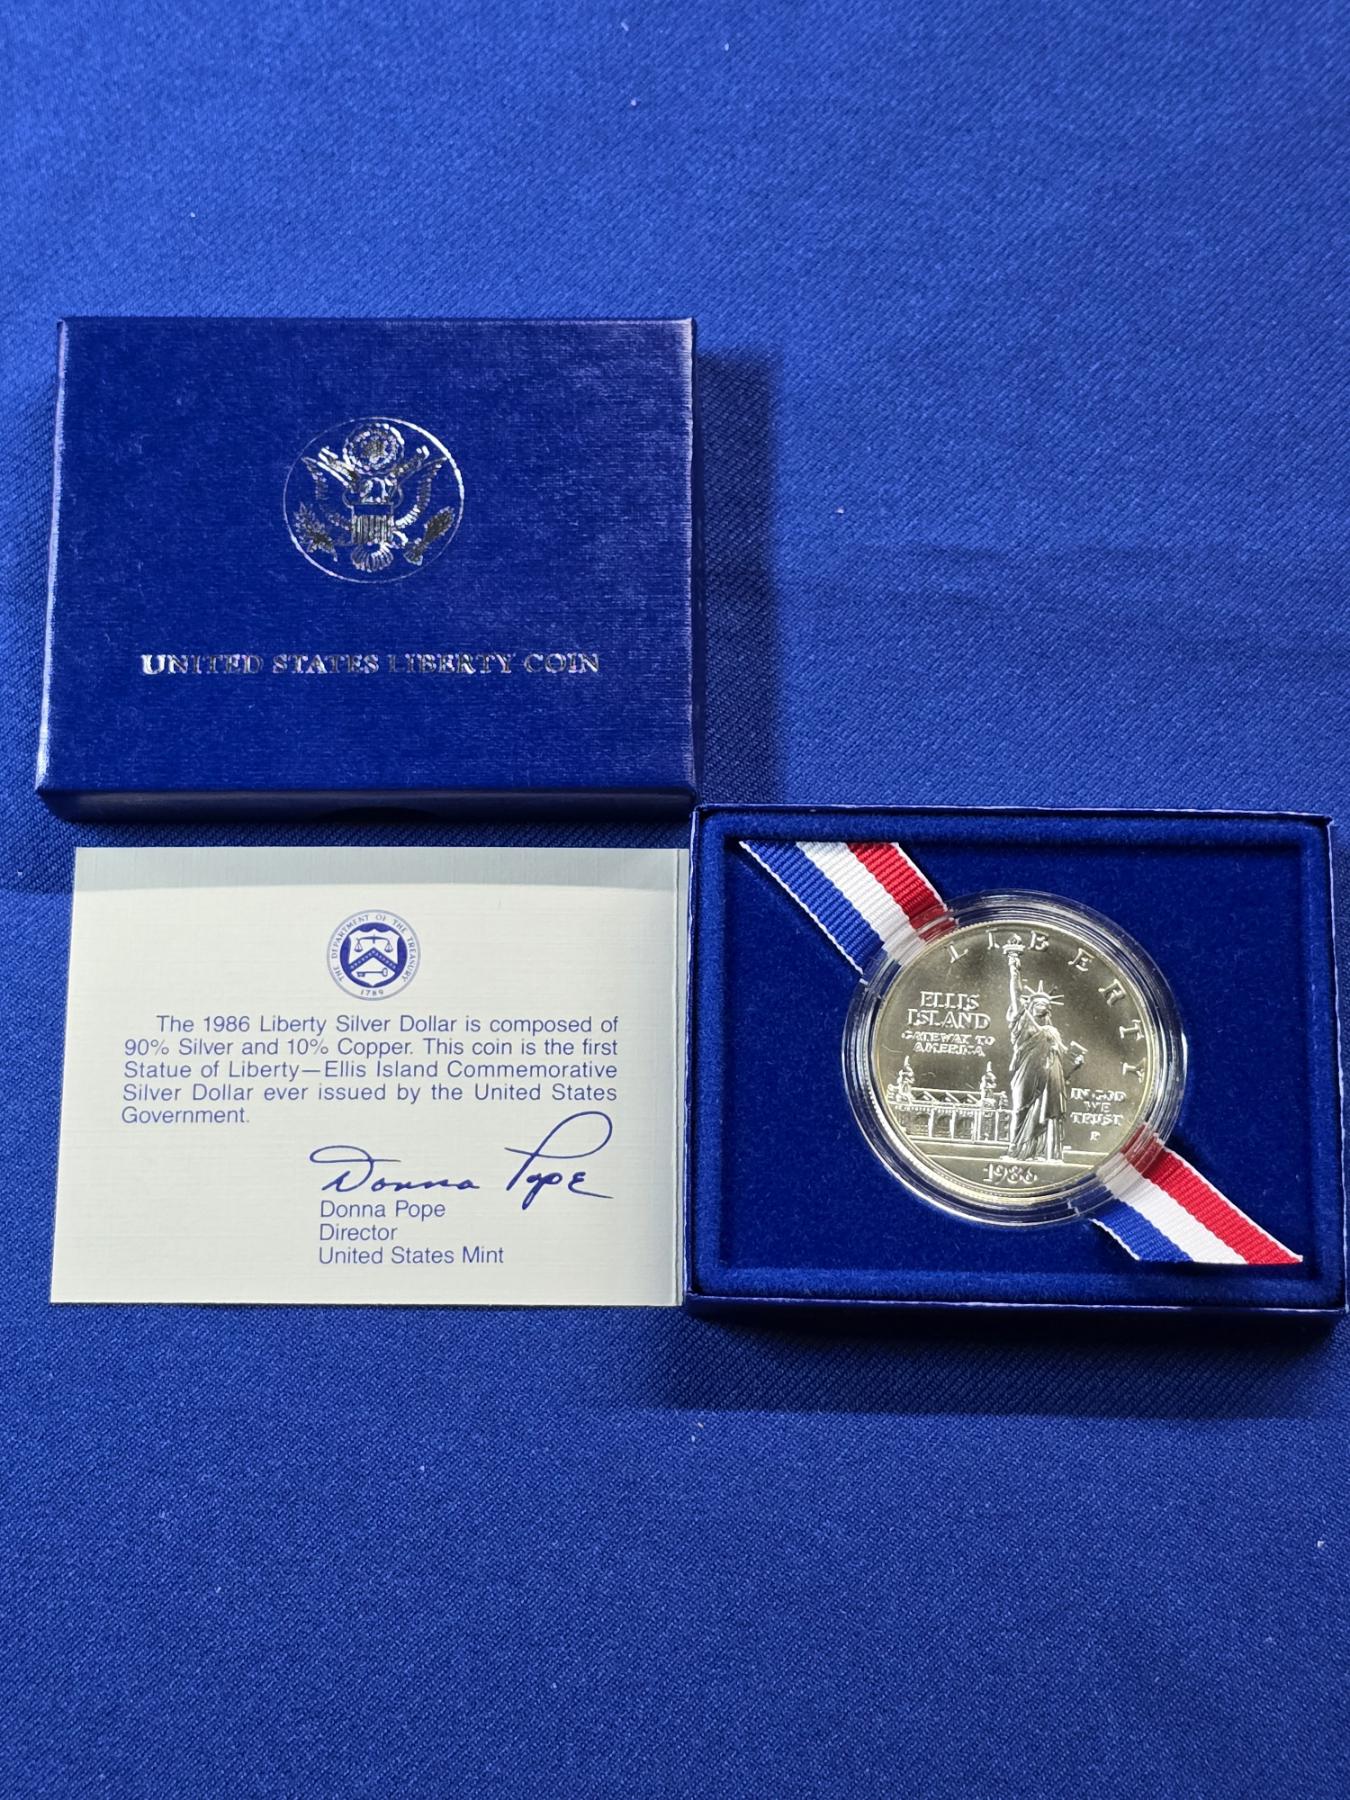 UNITED STATES LIBERTY COIN
THE DEPARTMENT OF THE TREASURY
1789
The 1986 Liberty Silver Dollar is composed of
90% Silver and 10% Copper. This coin is the first
Statue of Liberty—Ellis Island Commemorative
Silver Dollar ever issued by the United States
Government.
Donna Pope
Donna Pope
Director
United States Mint
LIBERTY
ELLIS
ISLAND
GATEWAY TO
AMERICA
IN GOD
WE
TRUST
P
1986